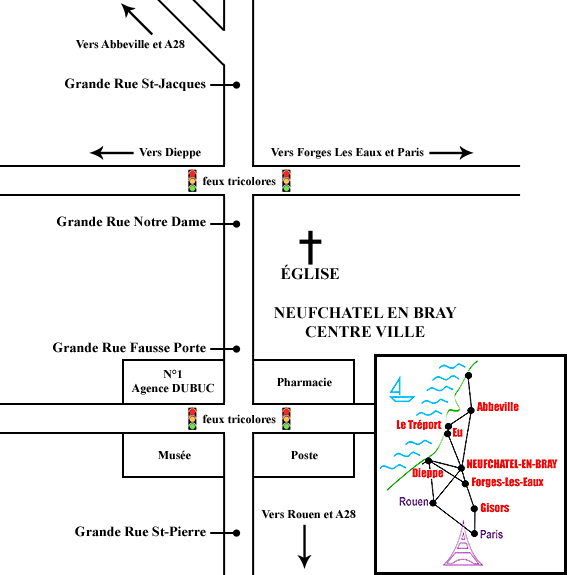 Vers Abbeville et A28
Grande Rue St-Jacques
Vers Dieppe
Vers Forges Les Eaux et Paris
feux tricolores
Grande Rue Notre Dame
ÉGLISE
NEUFCHATEL EN BRAY
CENTRE VILLE
Grande Rue Fausse Porte
N°1
Agence DUBUC
Pharmacie
feux tricolores
Musée
Poste
Vers Rouen et A28
Grande Rue St-Pierre
Abbeville
Le Tréport
Eu
NEUFCHATEL-EN-BRAY
Dieppe
Forges-Les-Eaux
Rouen
Gisors
Paris